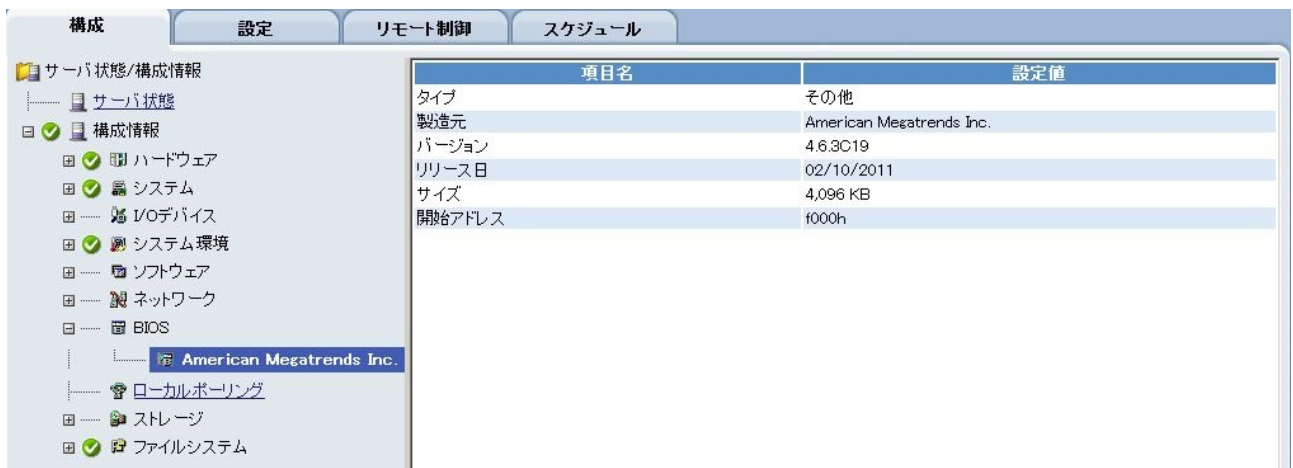 構成 設定 リモート制御 スケジュール
サーバ状態/構成情報
サーバ状態
構成情報
ハードウェア
システム
I/Oデバイス
システム環境
ソフトウェア
ネットワーク
BIOS
American Megatrends Inc.
ローカルポーリング
ストレージ
ファイルシステム
項目名 設定値
タイプ その他
製造元 American Megatrends Inc.
バージョン 4.6.3C19
リリース日 02/10/2011
サイズ 4,096 KB
開始アドレス f000h